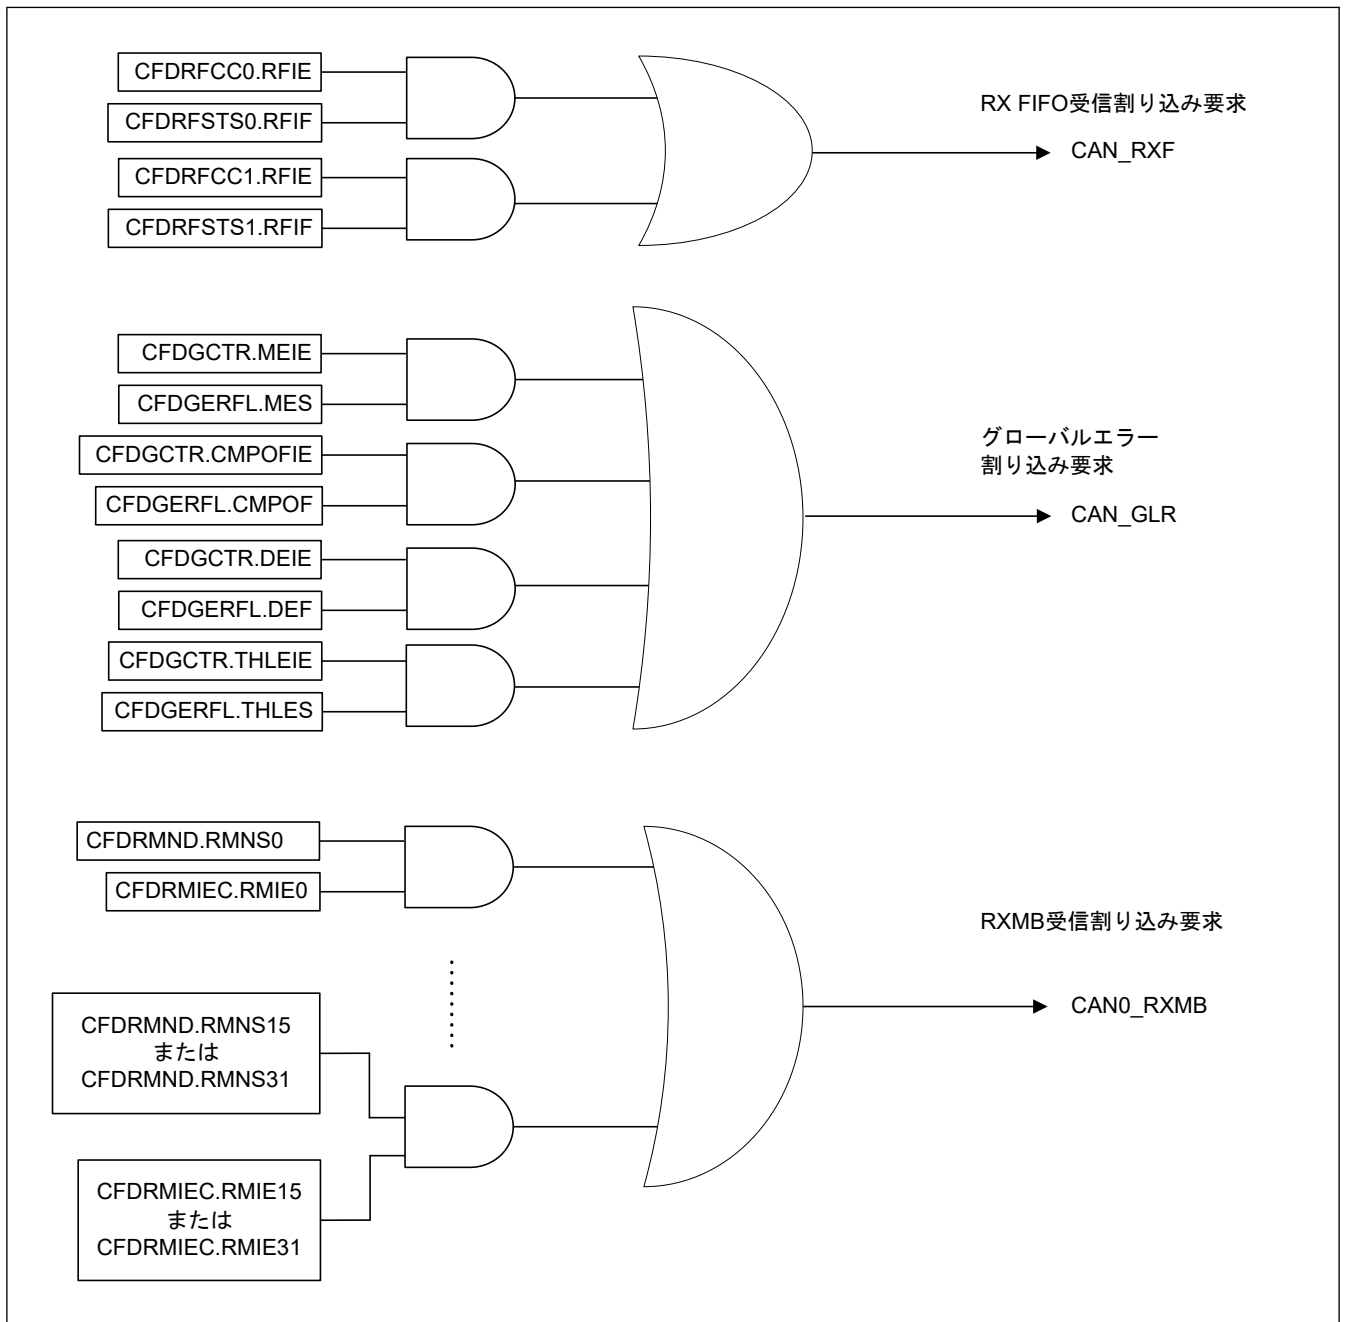 CFDRFCC0.RFIE
CFDRFSTS0.RFIF
CFDRFCC1.RFIE
CFDRFSTS1.RFIF
RX FIFO受信割り込み要求
CAN_RXF
CFDGCTR.MEIE
CFDGERFL.MES
CFDGCTR.CMPOFIE
CFDGERFL.CMPOF
CFDGCTR.DEIE
CFDGERFL.DEF
CFDGCTR.THLEIE
CFDGERFL.THLES
グローバルエラー
割り込み要求
CAN_GLR
CFDRMND.RMNS0
CFDRMIEC.RMIE0
CFDRMND.RMNS15
または
CFDRMND.RMNS31
CFDRMIEC.RMIE15
または
CFDRMIEC.RMIE31
RXMB受信割り込み要求
CAN0_RXMB